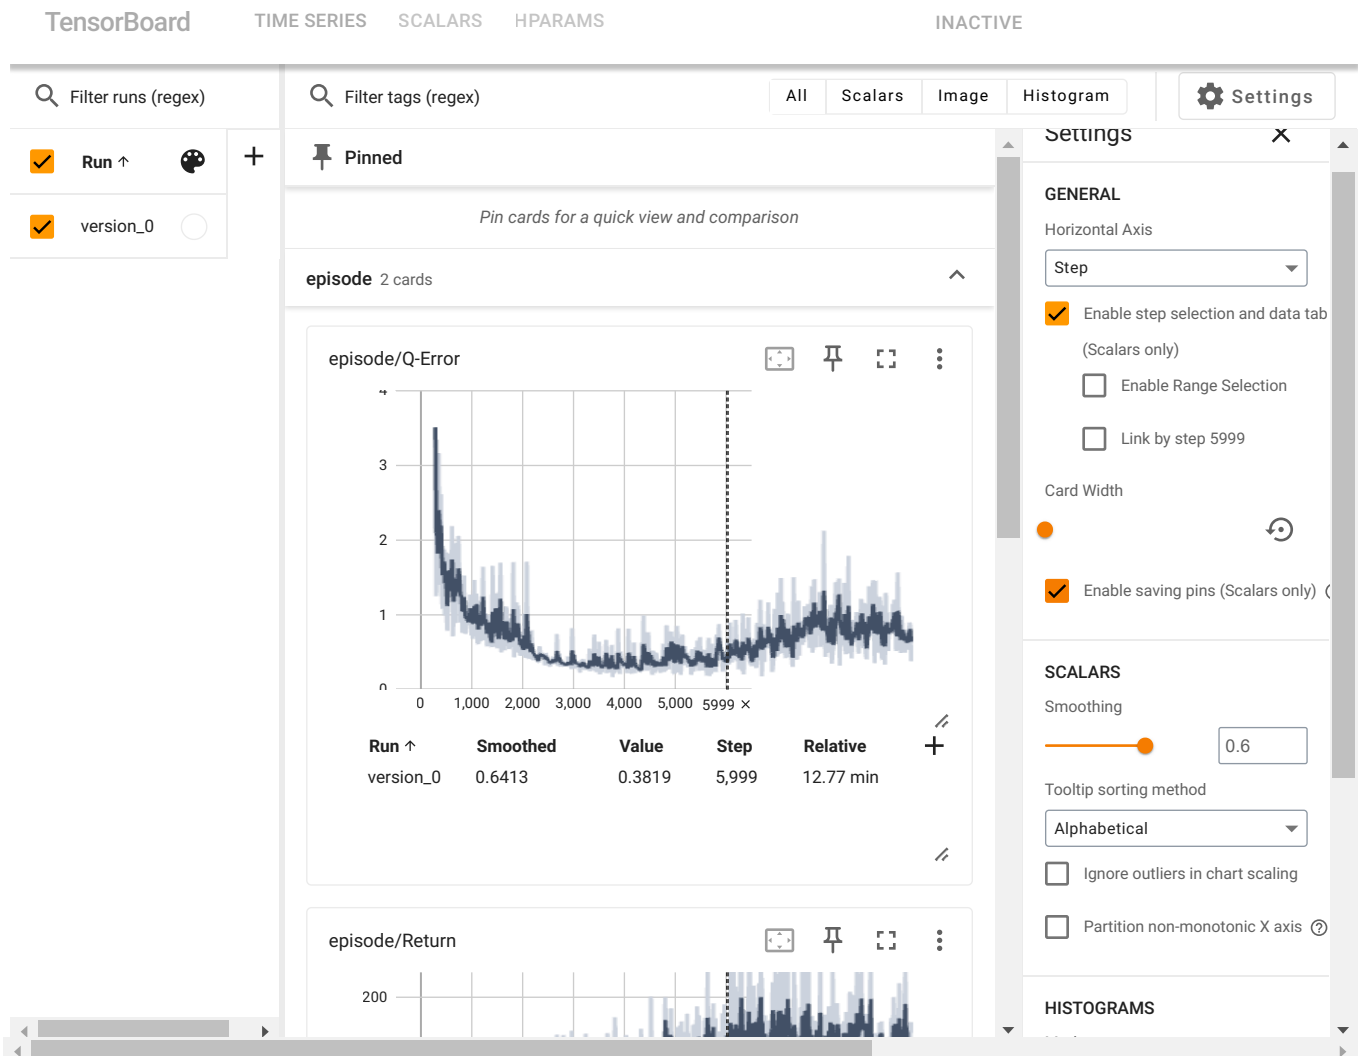 TensorBoard TIME SERIES SCALARS HPARAMS INACTIVE
Filter runs (regex)
Filter tags (regex)
All Scalars Image Histogram
Settings
Run
version_0
Pinned
Pin cards for a quick view and comparison
episode 2 cards
episode/Q-Error
4
3
2
1
0
0 1,000 2,000 3,000 4,000 5,000 5999
Run Smoothed Value Step Relative
version_0 0.6413 0.3819 5,999 12.77 min
episode/Return
200
Settings
GENERAL
Horizontal Axis
Step
Enable step selection and data tab
(Scalars only)
Enable Range Selection
Link by step 5999
Card Width
Enable saving pins (Scalars only)
SCALARS
Smoothing
0.6
Tooltip sorting method
Alphabetical
Ignore outliers in chart scaling
Partition non-monotonic X axis
HISTOGRAMS